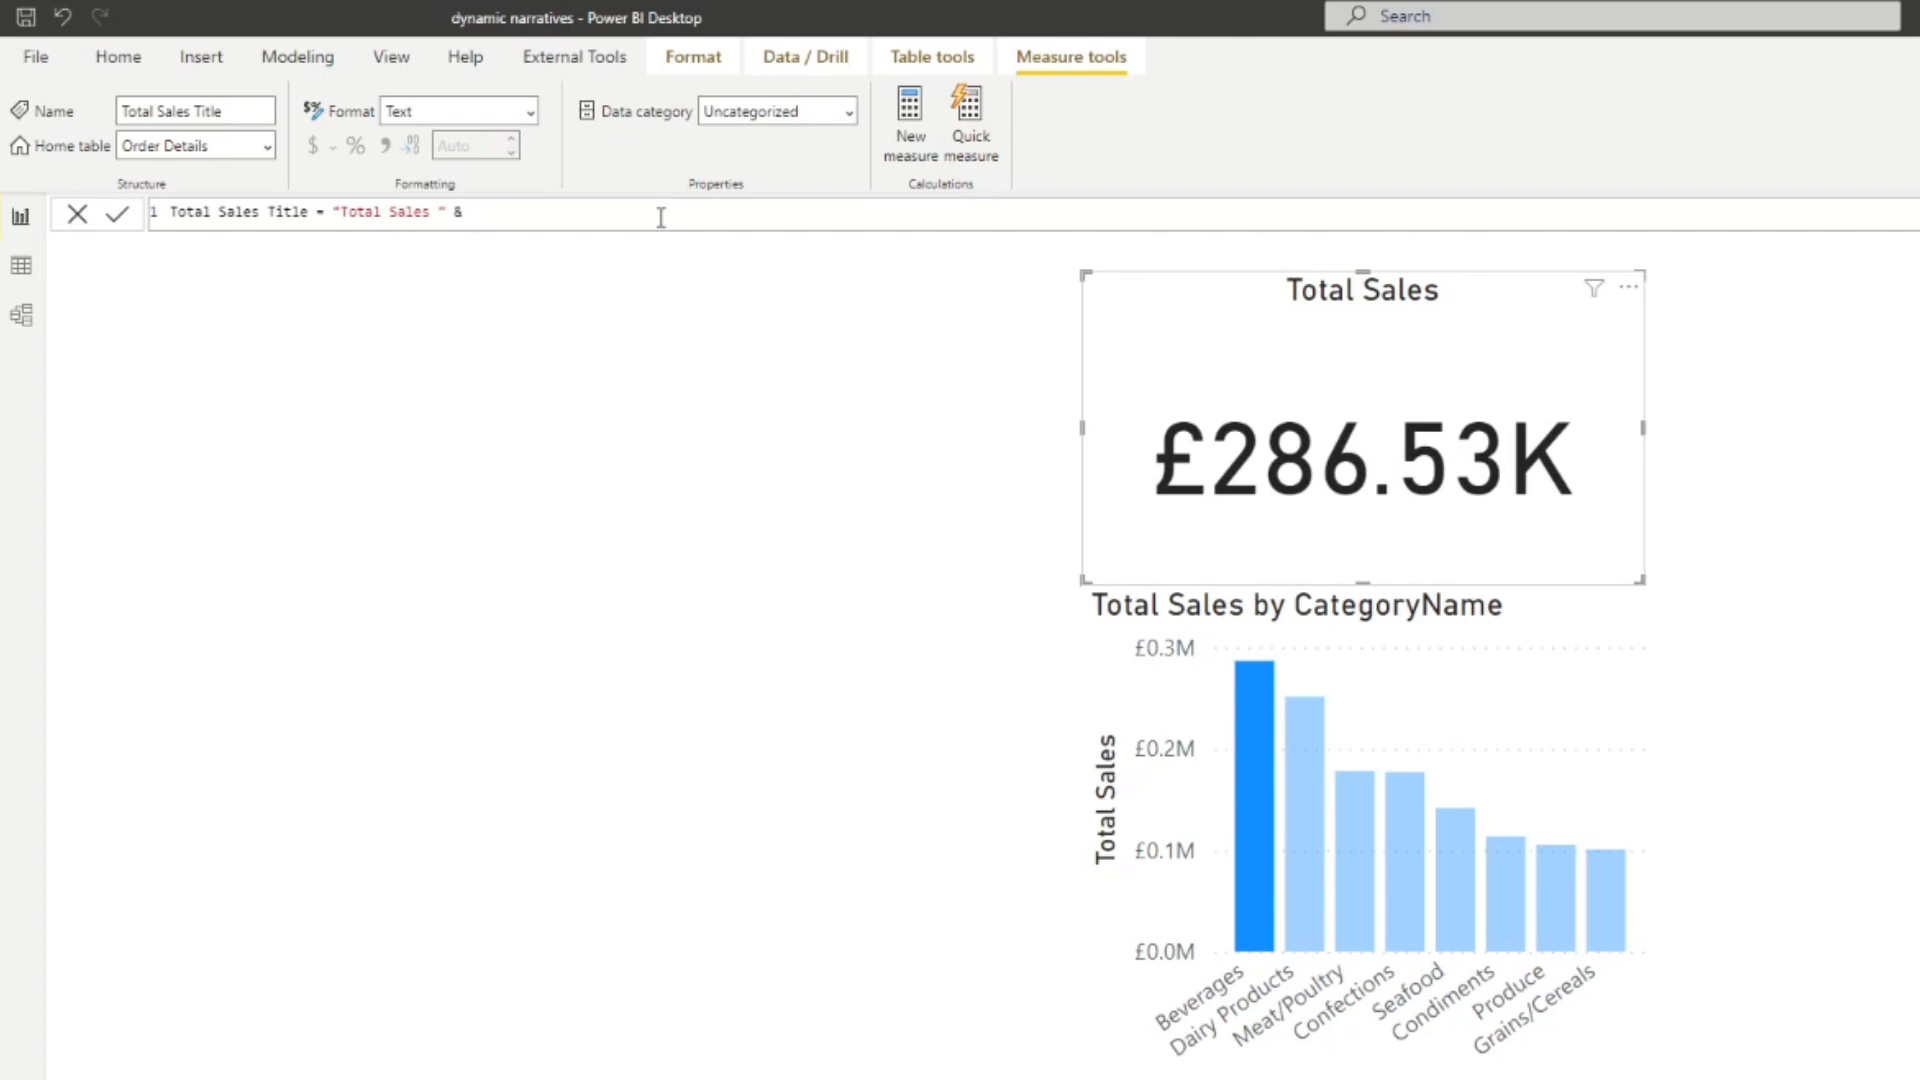 dynamic narratives - Power BI Desktop
Search
File Home Insert Modeling View Help External Tools Format Data / Drill Table tools Measure tools
Name Total Sales Title
Home table Order Details
Structure
$% Format Text
$ % 9 .00 Auto
Formatting
Data category Uncategorized
Properties
New measure
Quick measure
Calculations
1 Total Sales Title = "Total Sales " &
Total Sales
£286.53K
Total Sales by CategoryName
£0.3M
£0.2M
£0.1M
£0.0M
Total Sales
Beverages
Dairy Products
Meat/Poultry
Confections
Seafood
Condiments
Produce
Grains/Cereals